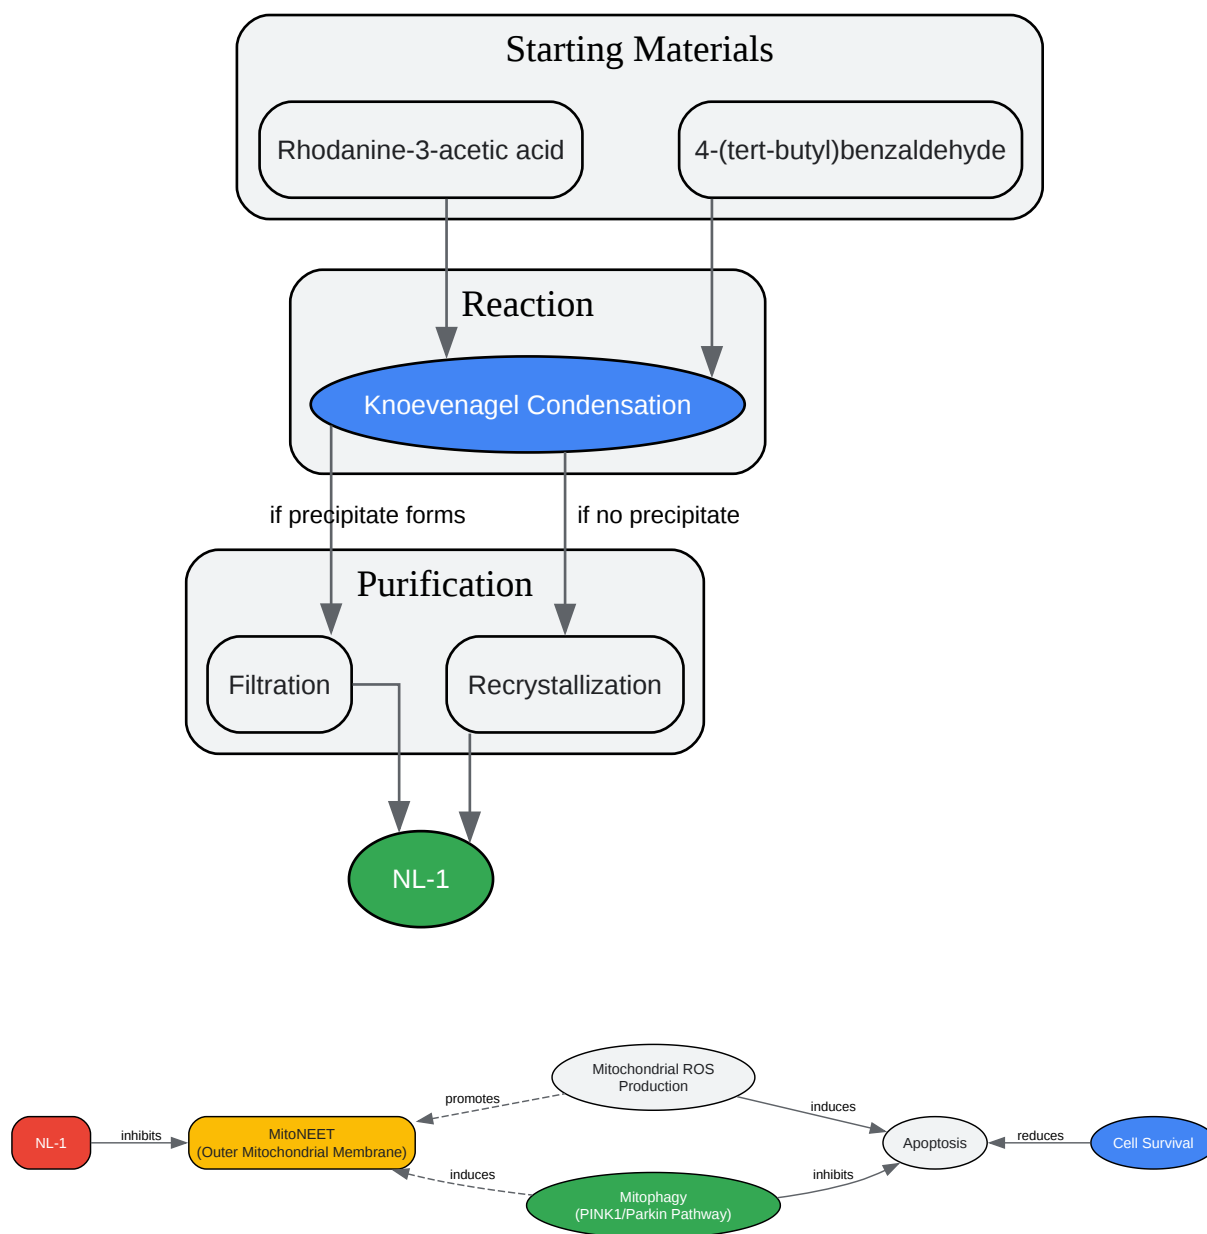 Starting Materials
Rhodanine-3-acetic acid
4-(tert-butyl)benzaldehyde
Reaction
Knoevenagel Condensation
if precipitate forms
if no precipitate
Purification
Filtration
Recrystallization
NL-1
Mitochondrial ROS
Production
promotes
induces
NL-1
inhibits
MitoNEET
(Outer Mitochondrial Membrane)
Apoptosis
reduces
Cell Survival
induces
inhibits
Mitophagy
(PINK1/Parkin Pathway)